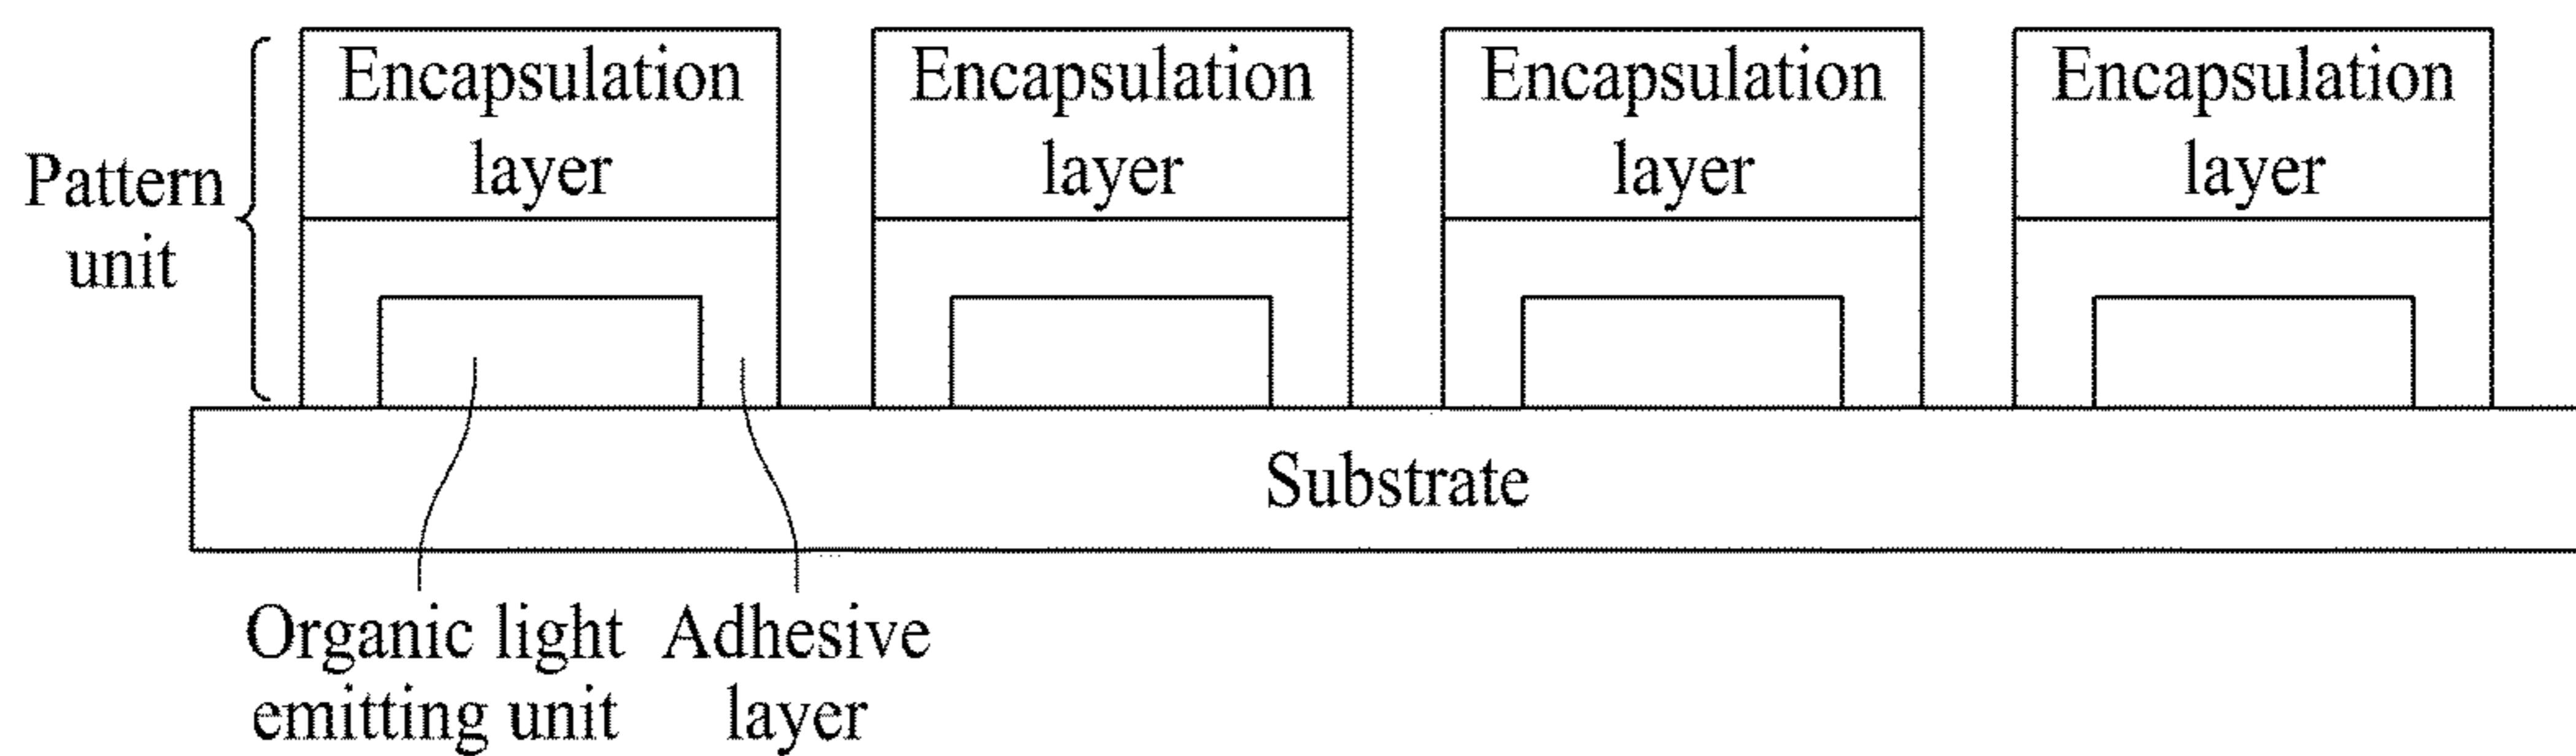 Encapsulation
layer
Encapsulation
layer
Encapsulation
layer
Encapsulation
layer
Pattern
unit
Substrate
Organic light
emitting unit
Adhesive
layer